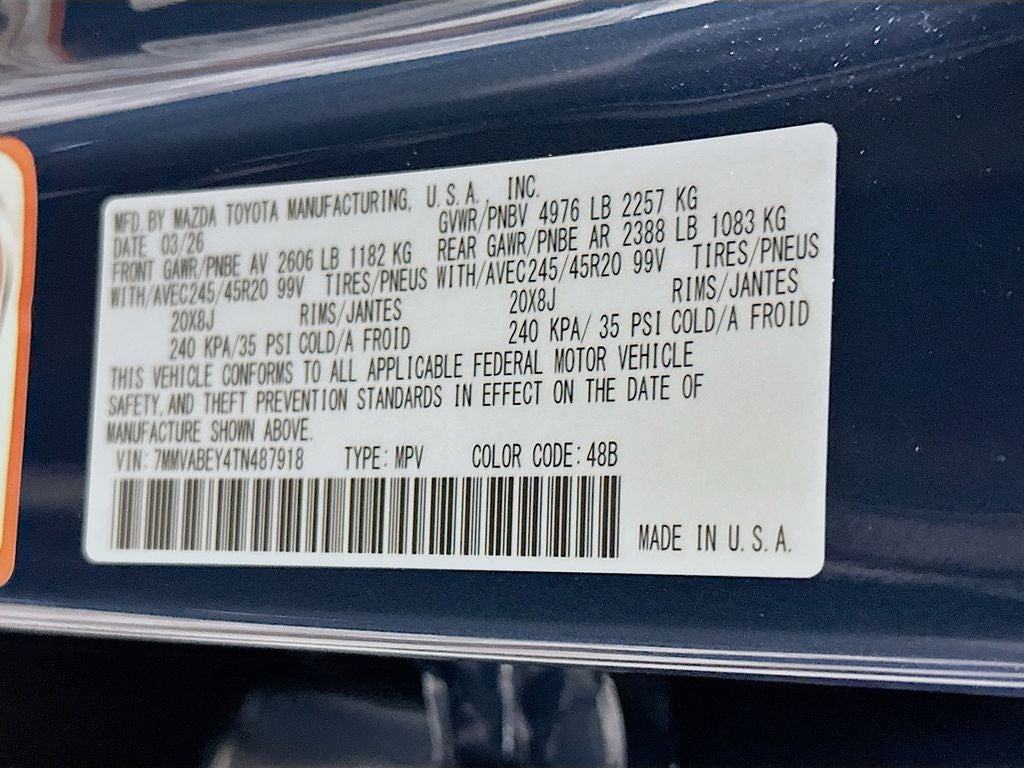 MFD. BY MAZDA TOYOTA MANUFACTURING, U.S.A., INC.
DATE 03/26 GVWR/PNBV 4976 LB 2257 KG
FRONT GAWR/PNBE AV 2606 LB 1182 KG REAR GAWR/PNBE AR 2388 LB 1083 KG
WITH/AVEC245/45R20 99V TIRES/PNEUS WITH/AVEC245/45R20 99V TIRES/PNEUS
20X8J RIMS/JANTES 20X8J RIMS/JANTES
240 KPA/35 PSI COLD/A FROID 240 KPA/ 35 PSI COLD/A FROID
THIS VEHICLE CONFORMS TO ALL APPLICABLE FEDERAL MOTOR VEHICLE
SAFETY, AND THEFT PREVENTION STANDARDS IN EFFECT ON THE DATE OF
MANUFACTURE SHOWN ABOVE.
VIN: 7MMVABEY4TN487918 TYPE: MPV COLOR CODE: 48B
MADE IN U.S.A.